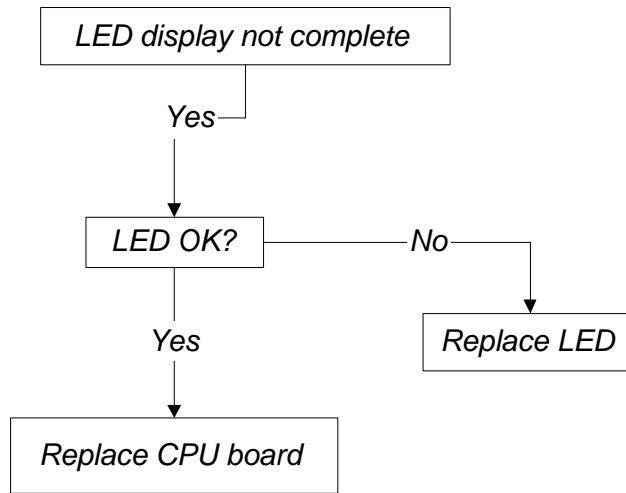 LED display not complete
Yes
LED OK?
No
Yes
Replace LED
Replace CPU board